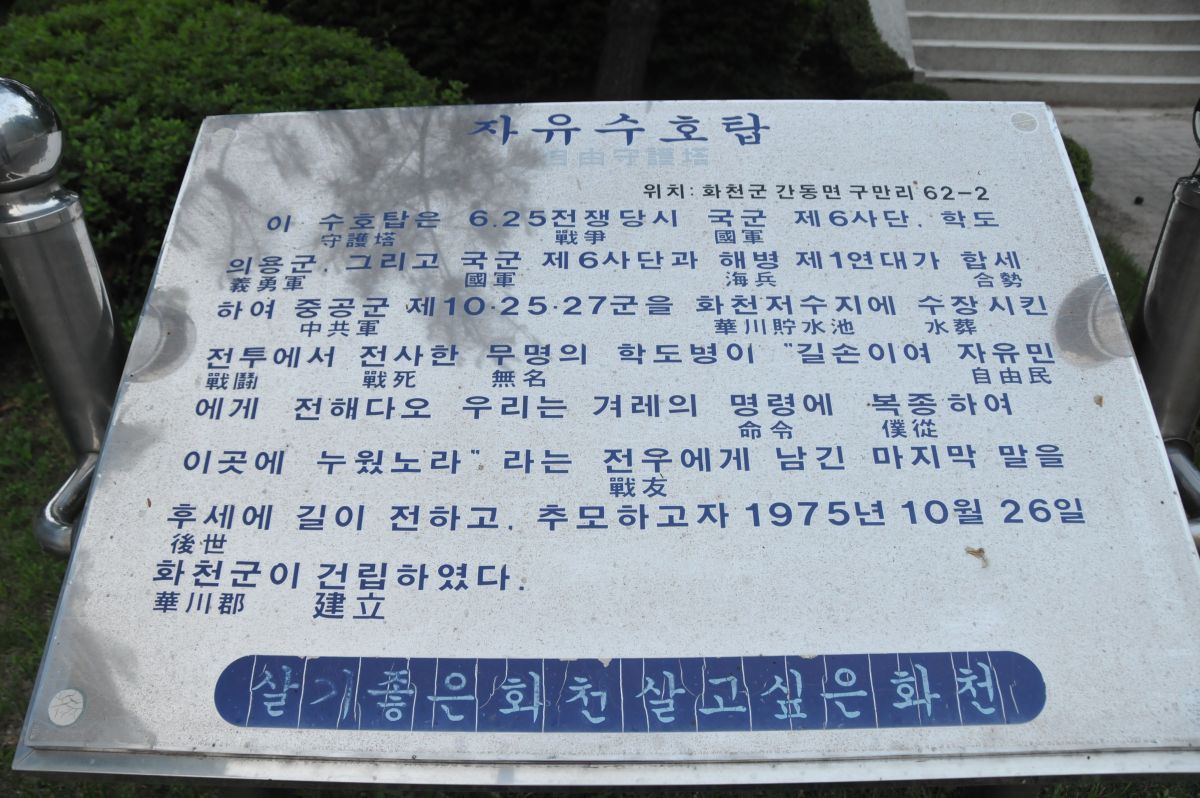 자유수호탑
自由守護塔
위치: 화천군 간동면 구만리 62-2
이 수호탑은 6.25전쟁당시 국군 제6사단, 학도
守護塔 戰爭 國軍
의용군, 그리고 국군 제6사단과 해병 제1연대가 합세
義勇軍 國軍 海兵 合勢
하여 중공군 제10·25·27군을 화천저수지에 수장시킨
中共軍 華川貯水池 水葬
전투에서 전사한 무명의 학도병이 "길손이여 자유민
戰鬪 戰死 無名 自由民
에게 전해다오 우리는 겨레의 명령에 복종하여
命令 僕從
이곳에 누웠노라" 라는 전우에게 남긴 마지막 말을
戰友
후세에 길이 전하고, 추모하고자 1975년 10월 26일
後世
화천군이 건립하였다.
華川郡 建立
살기좋은화천살고싶은화천